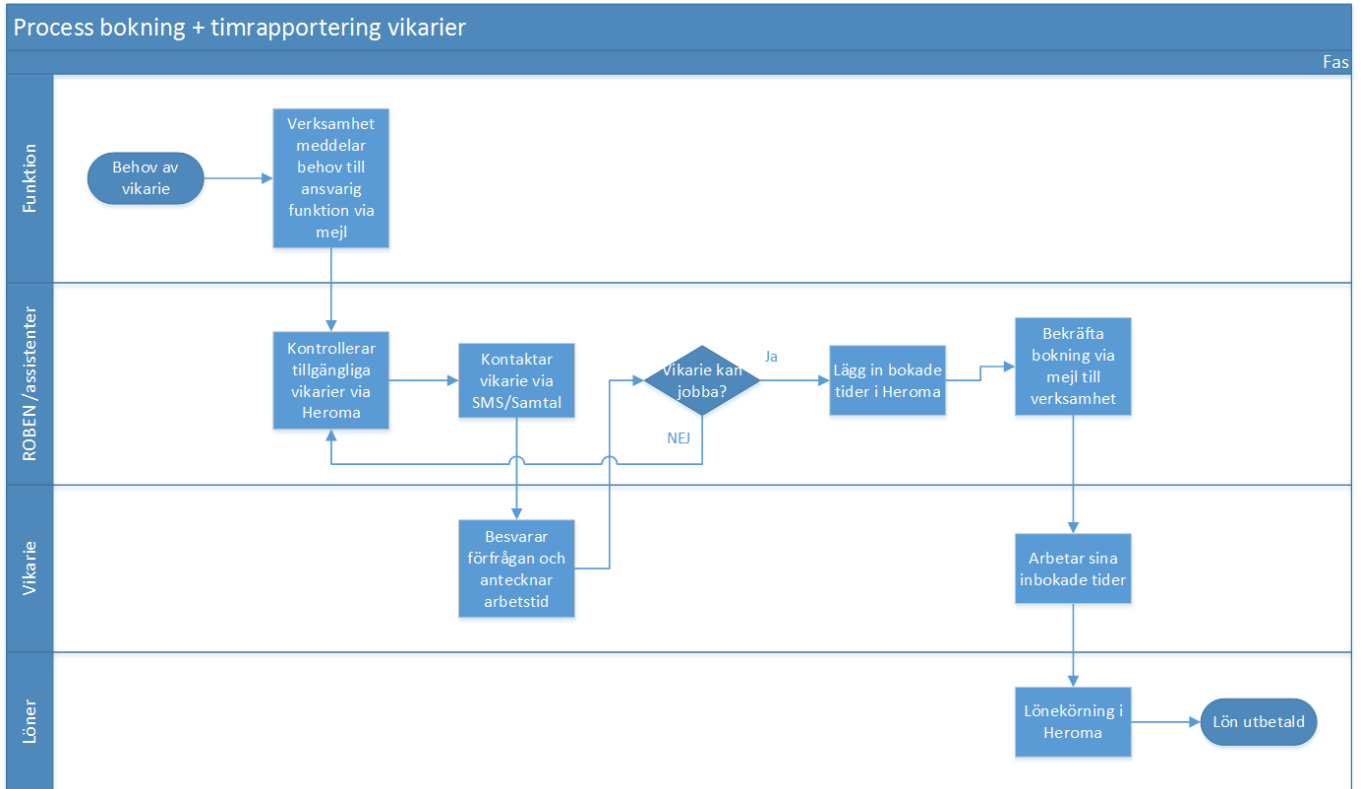 Process bokning + timrapportering vikarier
Fas
Funktion
Behov av
vikarie
Verksamhet
meddelar
behov till
ansvarig
funktion via
mejl
ROBEN /assistenter
Kontrollerar
tillgängliga
vikarier via
Heroma
Kontaktar
vikarie via
SMS/Samtal
Vikarie kan
jobba?
Ja
NEJ
Lägg in bokade
tider i Heroma
Bekräfta
bokning via
mejl till
verksamhet
Vikarie
Besvarar
förfrågan och
antecknar
arbetstid
Arbetar sina
inbokade tider
Löner
Lönekörning i
Heroma
Lön utbetald